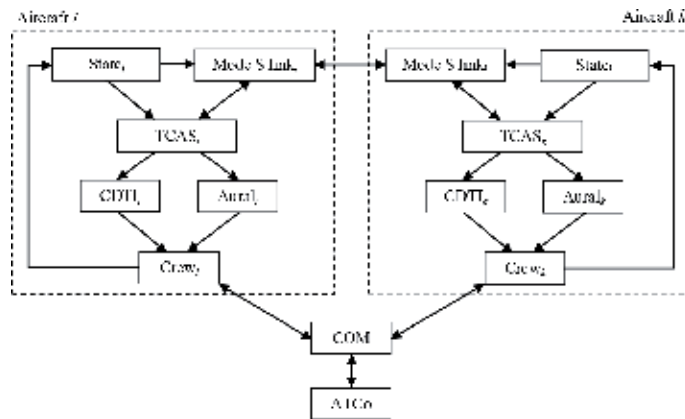 Aircraft i
Aircraft k
State
Mode S link
Mode S link
State
TCAS
TCAS
CDTI
Aural
CDTI
Aural
Crew
Crew
COM
ATCo